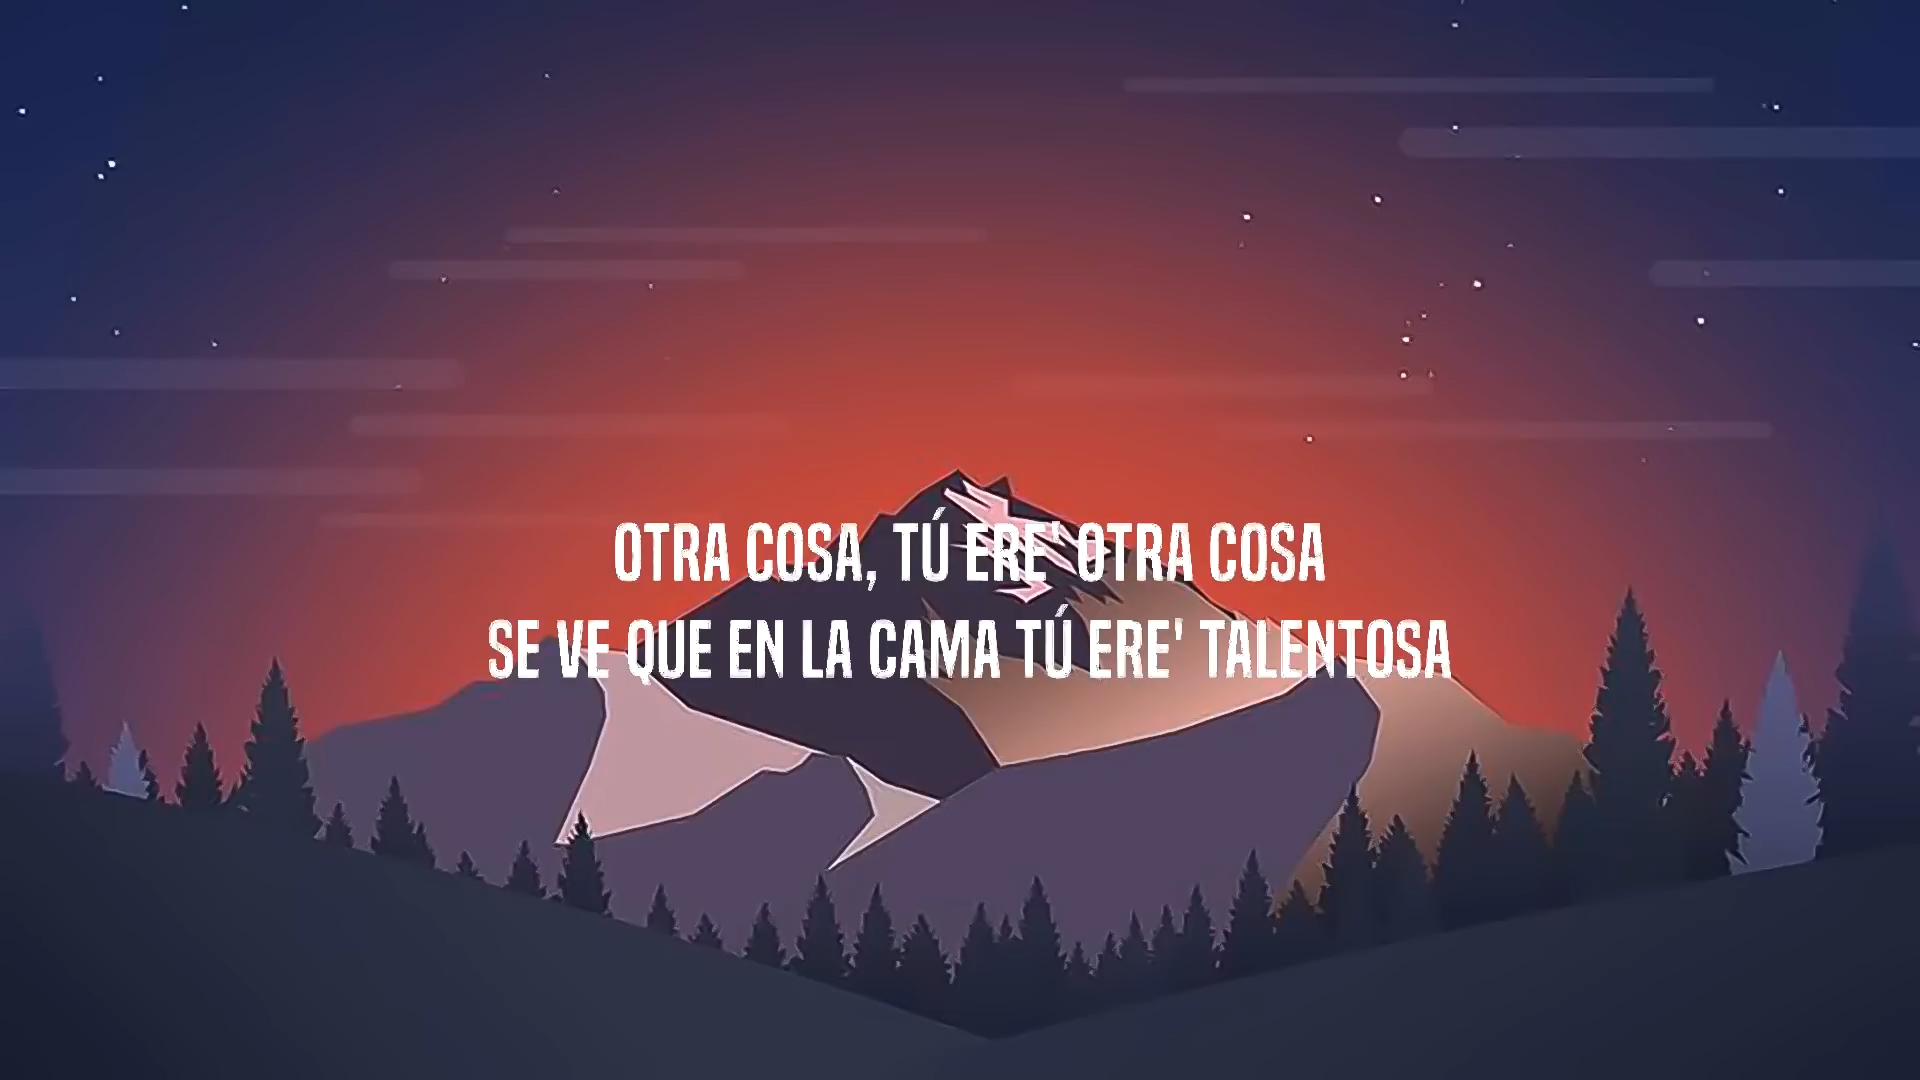 OTRA COSA, TÚ ERE' OTRA COSA
SE VE QUE EN LA CAMA TÚ ERE' TALENTOSA